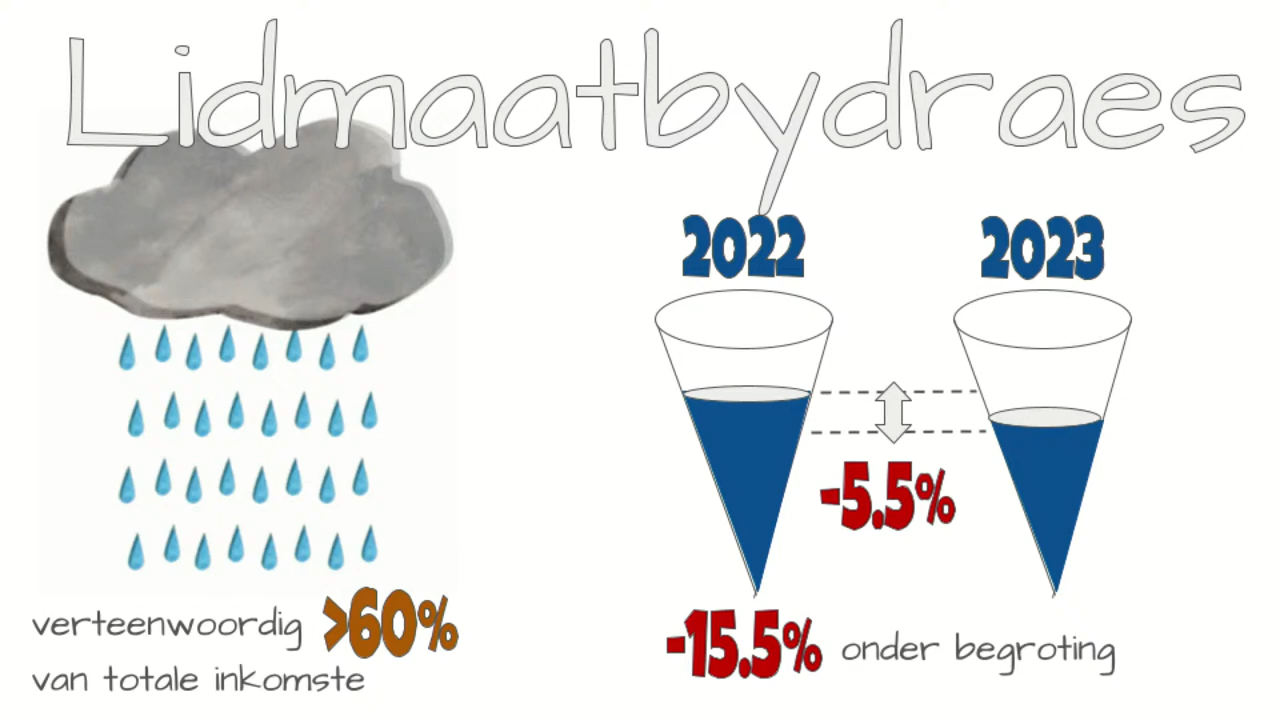 Lidmaatbydraes
2022
2023
-5.5%
verteenwoordig >60%
van totale inkomste
-15.5% onder begroting